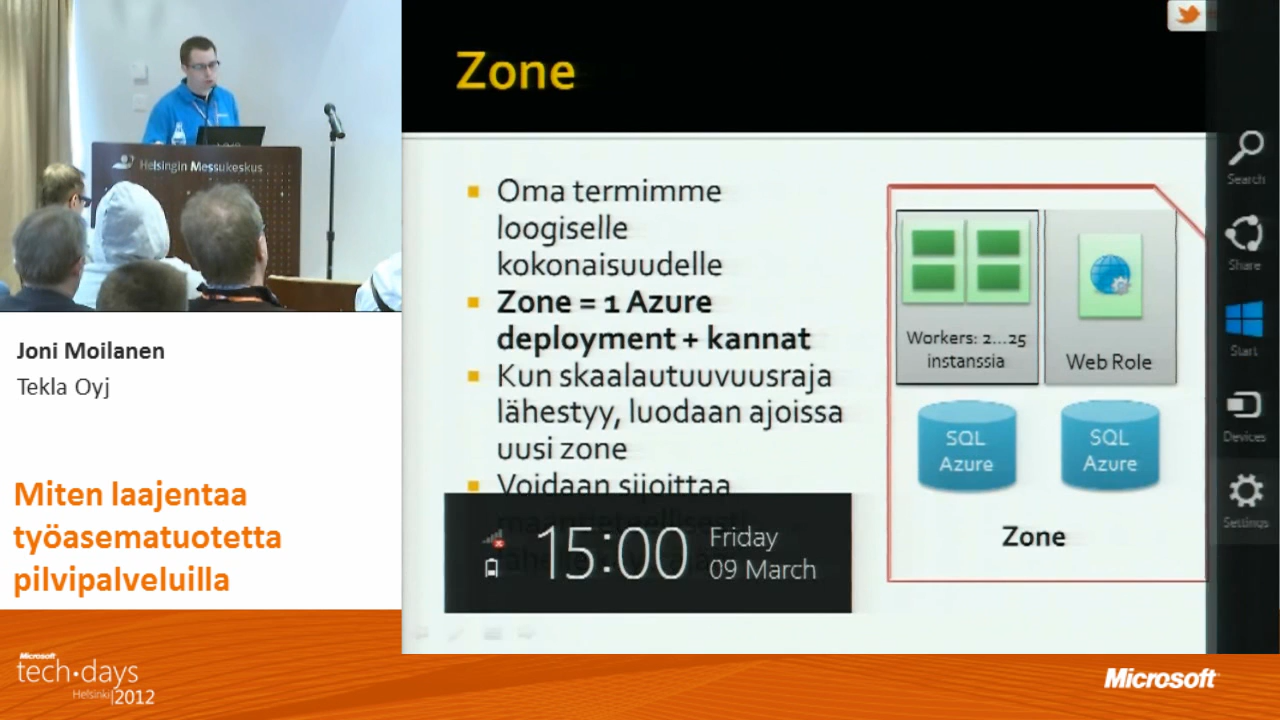 Zone
Oma termimme
loogiselle
kokonaisuudelle
Zone = 1 Azure
deployment + kannat
Kun skaalautuuvuusraja
lähestyy, luodaan ajoissa
uusi zone
Voidaan sijoittaa
Workers: 2...25
instanssia
Web Role
SQL
Azure
SQL
Azure
Zone
15:00
Friday
09 March
Search
Share
Start
Devices
Settings
Helsingin Messukeskus
Joni Moilanen
Tekla Oyj
Miten laajentaa
työasematuotetta
pilvipalveluilla
Microsoft
tech·days
Helsinki|2012
Microsoft